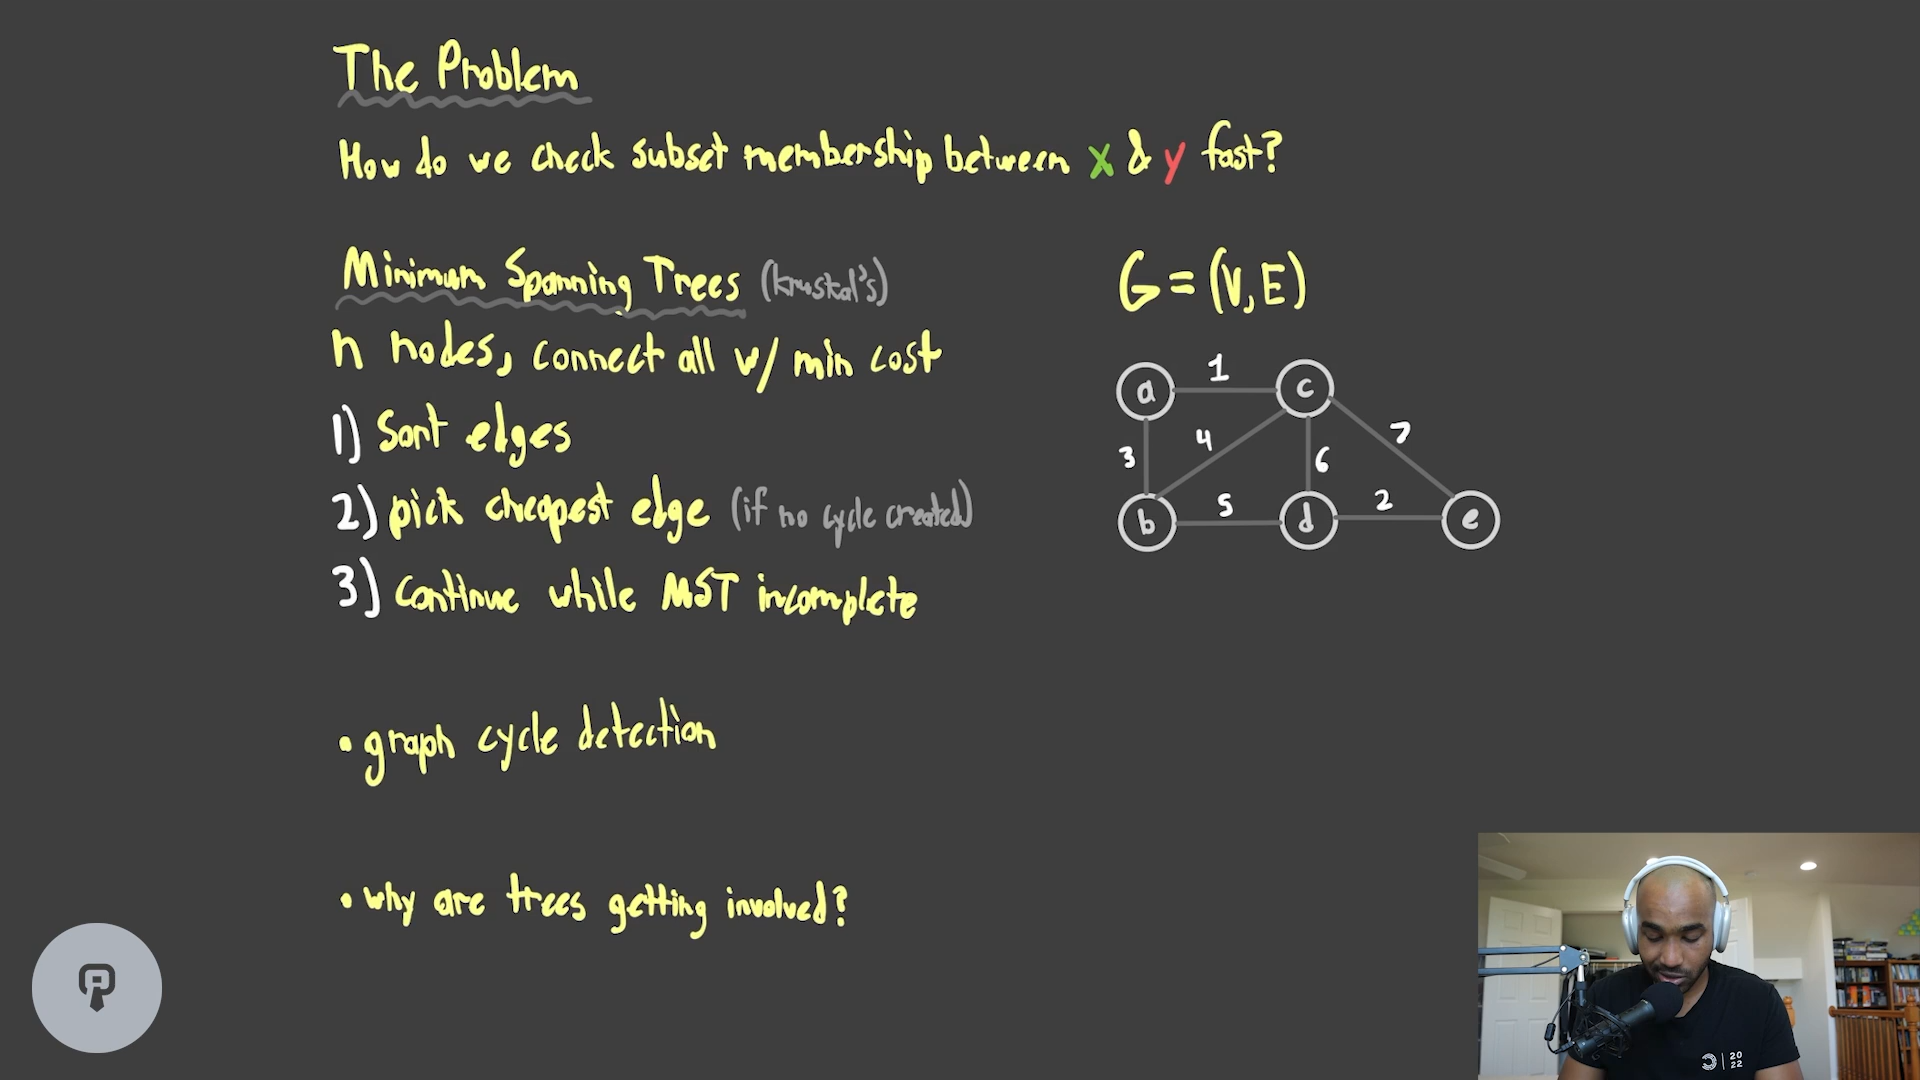 The Problem
How do we check subset membership between x & y fast?
Minimum Spanning Trees (kruskal's)
G = (V, E)
n nodes, connect all w/ min cost
1) Sort edges
2) pick cheapest edge (if no cycle created)
3) continue while MST incomplete
a 1 c
3 4 6 7
b 5 d 2 e
• graph cycle detection
• why are trees getting involved?
20
22